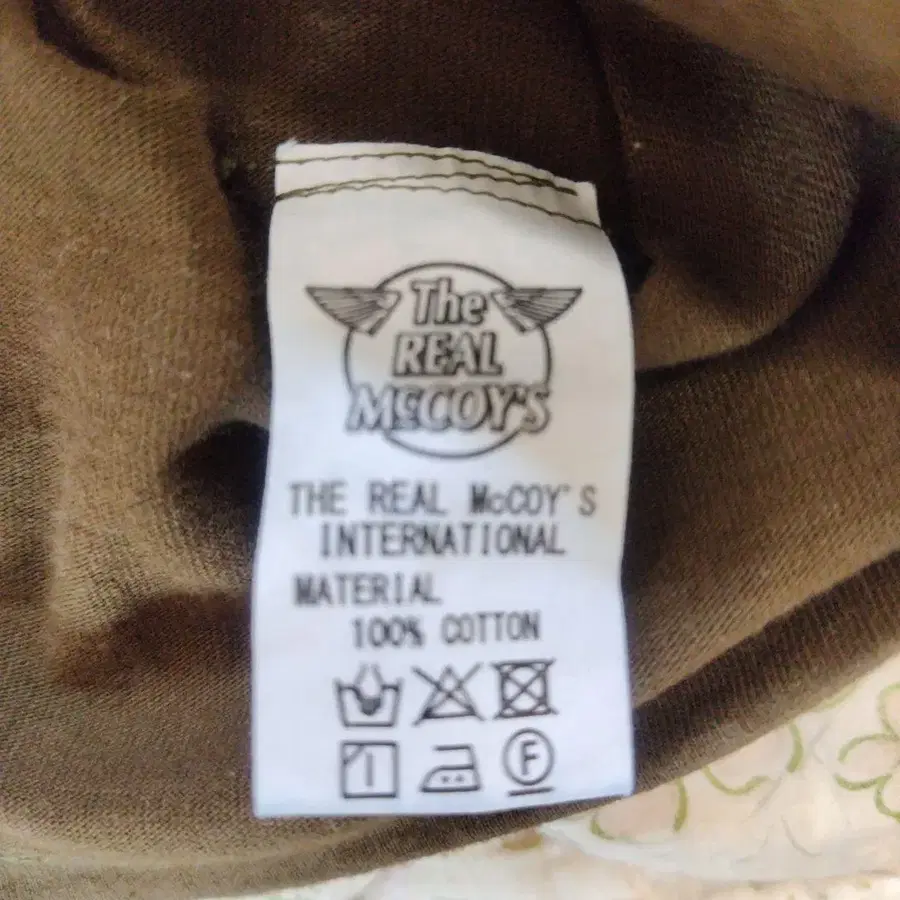 The
REAL
McCOY'S
THE REAL McCOY'S
INTERNATIONAL
MATERIAL
100% COTTON
F